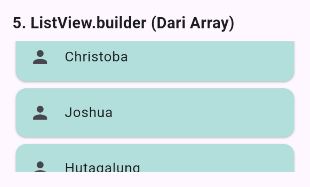 5. ListView.builder (Dari Array)
Christoba
Joshua
Hutagalung